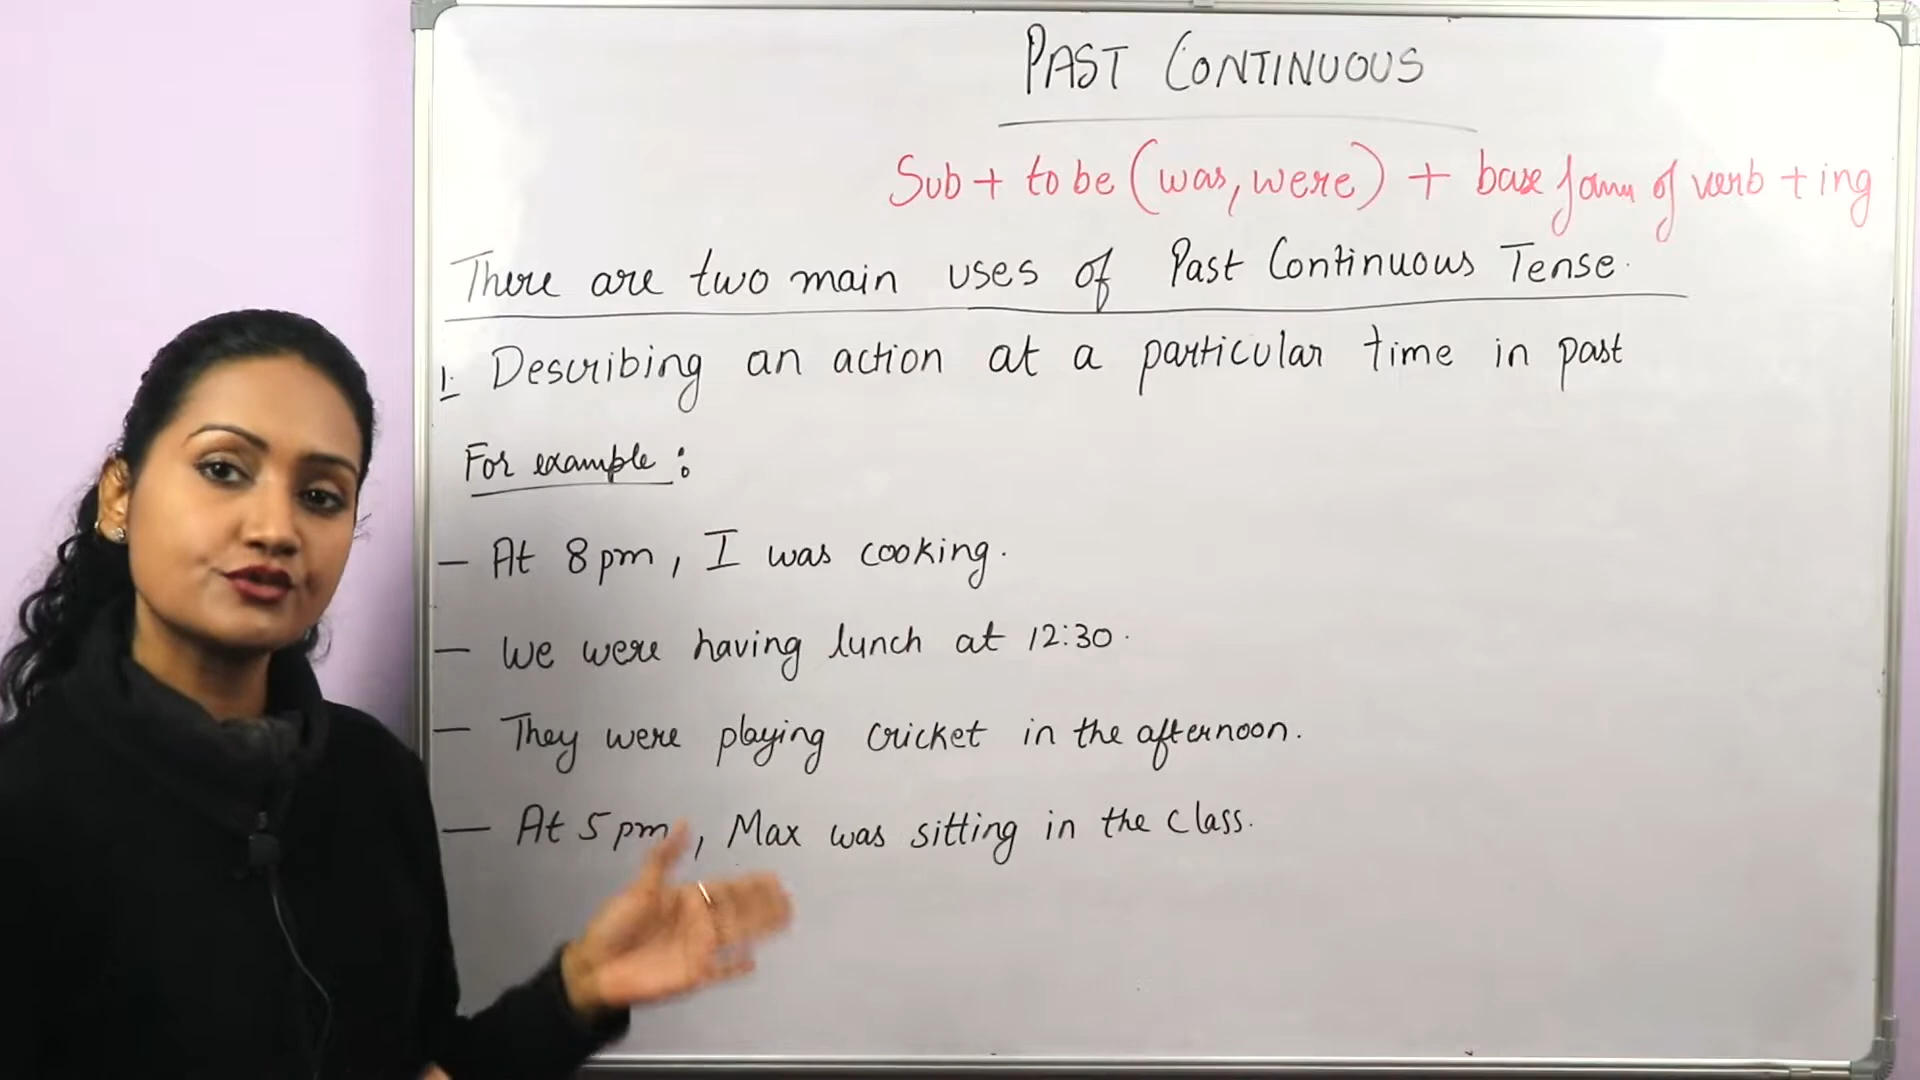 PAST CONTINUOUS
Sub + to be (was, were) + base form of verb + ing
There are two main uses of Past Continuous Tense.
1. Describing an action at a particular time in past
For example :
— At 8 pm, I was cooking.
— We were having lunch at 12:30.
— They were playing cricket in the afternoon.
— At 5 pm, Max was sitting in the class.